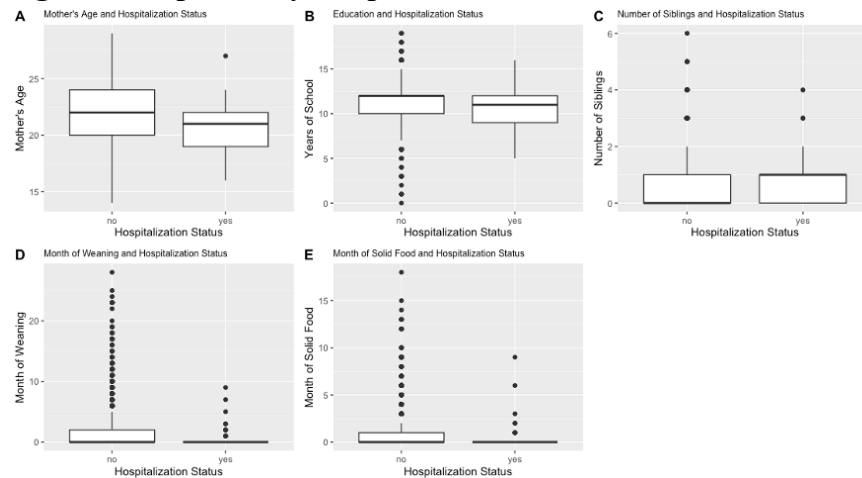 A Mother's Age and Hospitalization Status
Mother's Age
25
20
15
no yes
Hospitalization Status
B Education and Hospitalization Status
Years of School
15
10
5
0
no yes
Hospitalization Status
C Number of Siblings and Hospitalization Status
Number of Siblings
6
4
2
0
no yes
Hospitalization Status
D Month of Weaning and Hospitalization Status
Month of Weaning
20
10
0
no yes
Hospitalization Status
E Month of Solid Food and Hospitalization Status
Month of Solid Food
15
10
5
0
no yes
Hospitalization Status